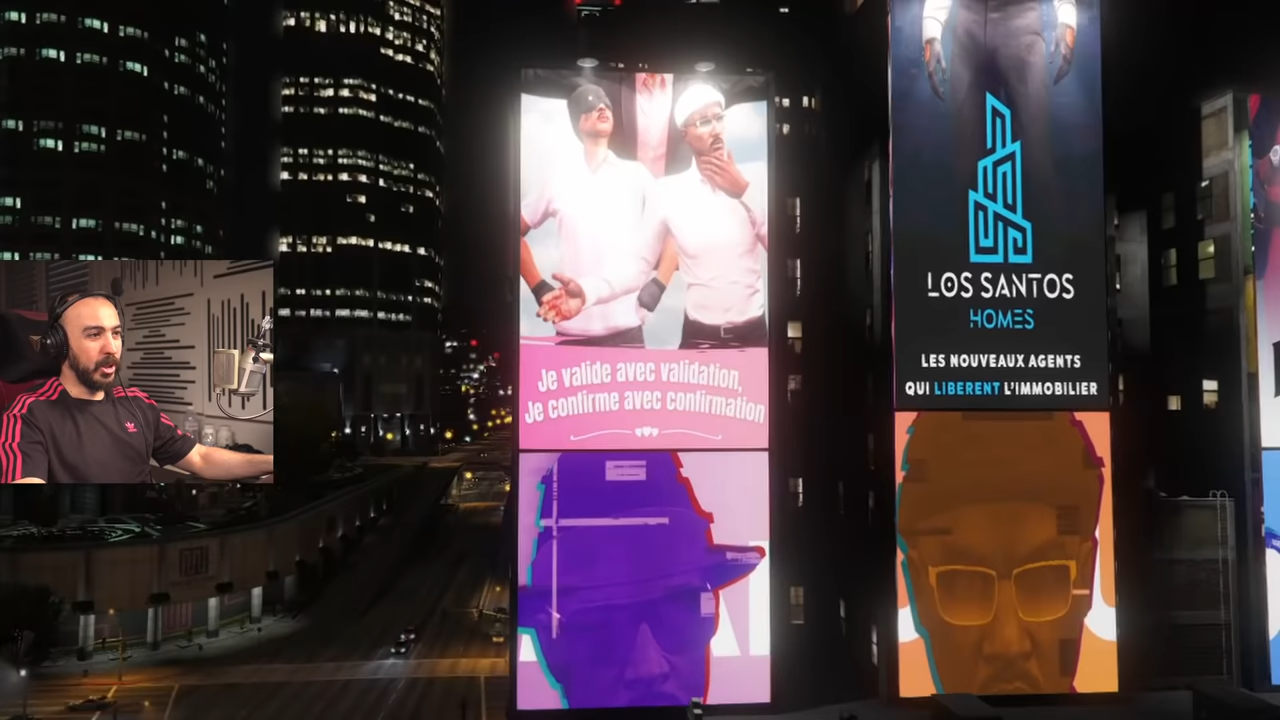 Je valide avec validation,
Je confirme avec confirmation
LOS SANTOS
HOMES
LES NOUVEAUX AGENTS
QUI LIBERENT L'IMMOBILIER